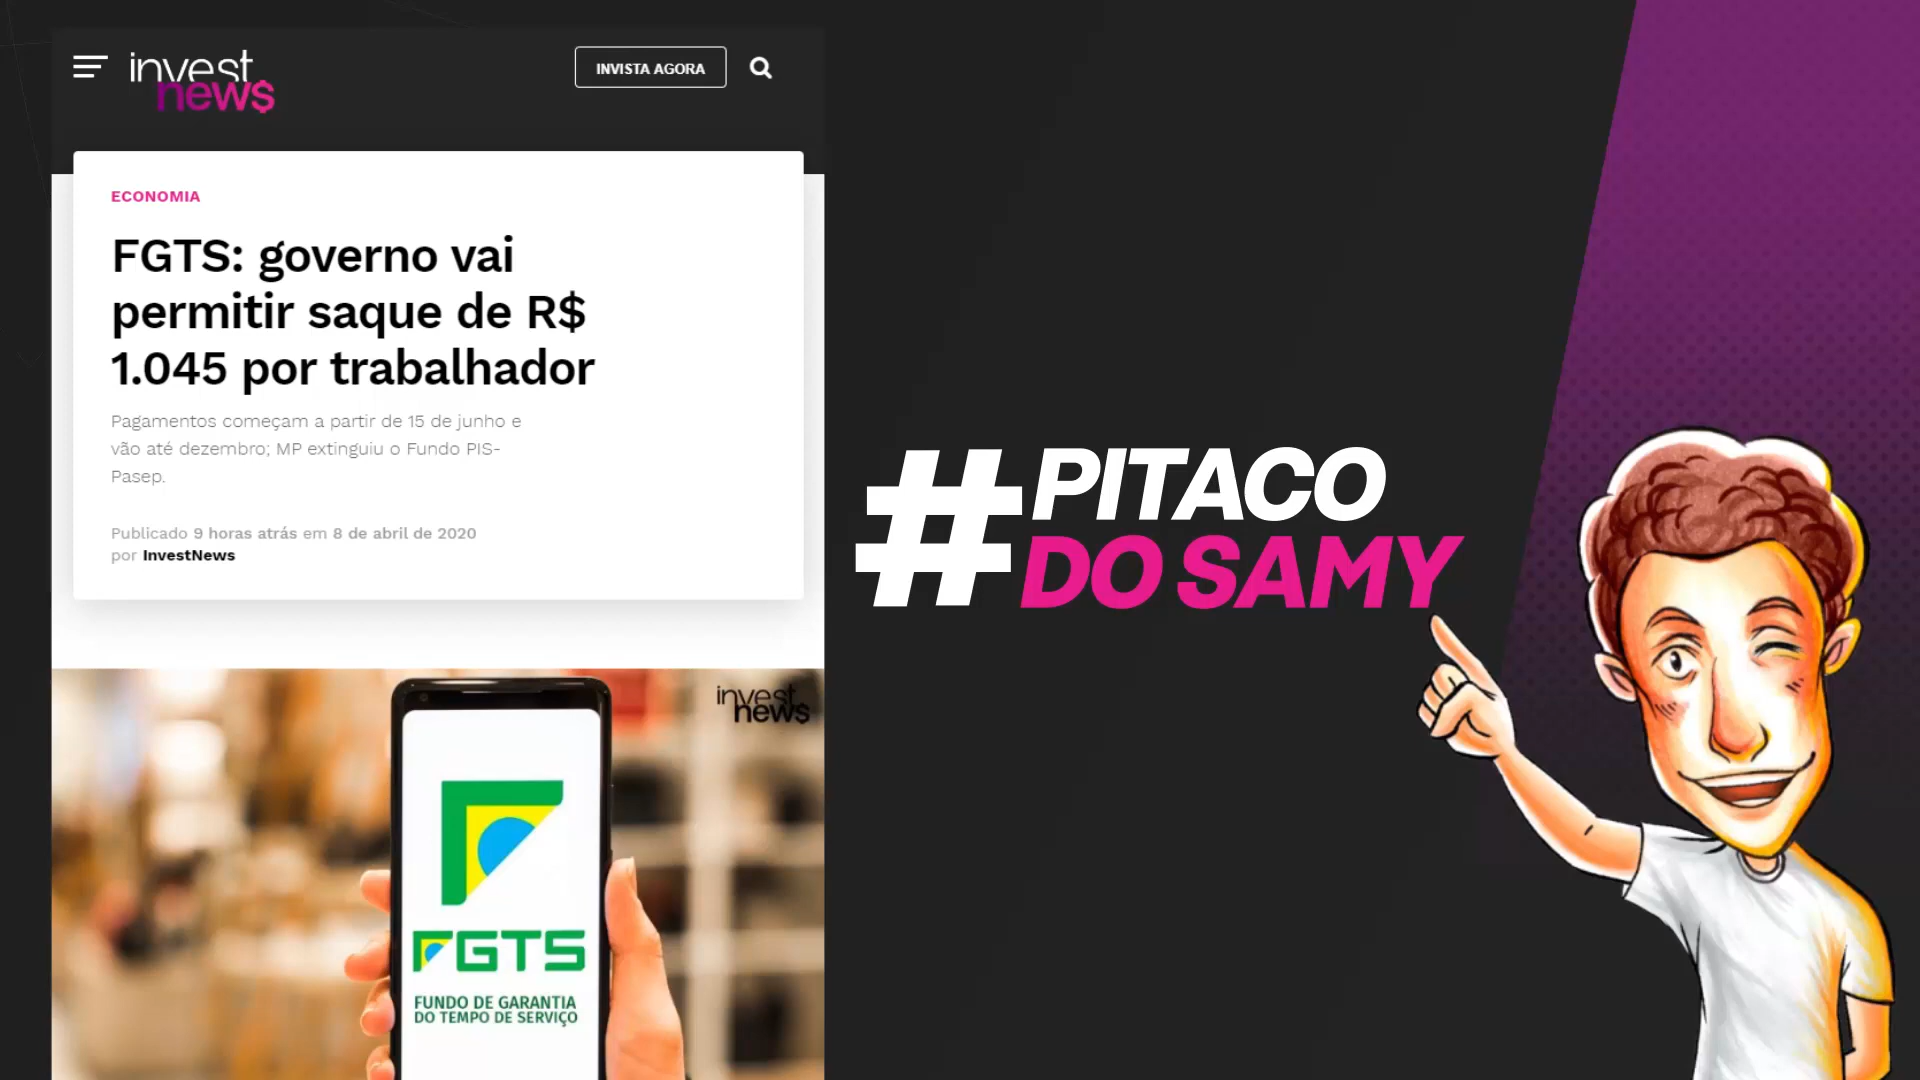 invest
news
INVISTA AGORA
ECONOMIA
FGTS: governo vai
permitir saque de R$
1.045 por trabalhador
Pagamentos começam a partir de 15 de junho e
vão até dezembro; MP extinguiu o Fundo PIS-
Pasep.
Publicado 9 horas atrás em 8 de abril de 2020
por InvestNews
invest
news
FGTS
FUNDO DE GARANTIA
DO TEMPO DE SERVIÇO
#PITACO
DO SAMY